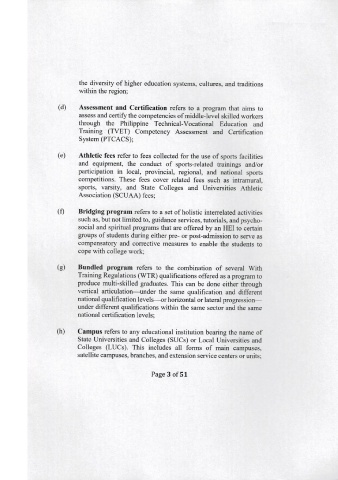 the diversity of higher education systems, cultures, and traditions
within the region;
(d) Assessment and Certification refers to a program that aims to
assess and certify the competencies of middle-level skilled workers
through the Philippine Technical-Vocational Education and
Training (TVET) Competency Assessment and Certification
System (PTCACS);
(e) Athletic fees refer to fees collected for the use of sports facilities
and equipment, the conduct of sports-related trainings and/or
participation in local, provincial, regional, and national sports
competitions. These fees cover related fees such as intramural,
sports, varsity, and State Colleges and Universities Athletic
Association (SCUAA) fees;
(f) Bridging program refers to a set of holistic interrelated activities
such as, but not limited to, guidance services, tutorials, and psycho-
social and spiritual programs that are offered by an HEI to certain
groups of students during either pre- or post-admission to serve as
compensatory and corrective measures to enable the students to
cope with college work;
(g) Bundled program refers to the combination of several With
Training Regulations (WTR) qualifications offered as a program to
produce multi-skilled graduates. This can be done either through
vertical articulation—under the same qualification and different
national qualification levels—or horizontal or lateral progression—
under different qualifications within the same sector and the same
national certification levels;
(h) Campus refers to any educational institution bearing the name of
State Universities and Colleges (SUCs) or Local Universities and
Colleges (LUCs). This includes all forms of main campuses,
satellite campuses, branches, and extension service centers or units;
Page 3 of 51